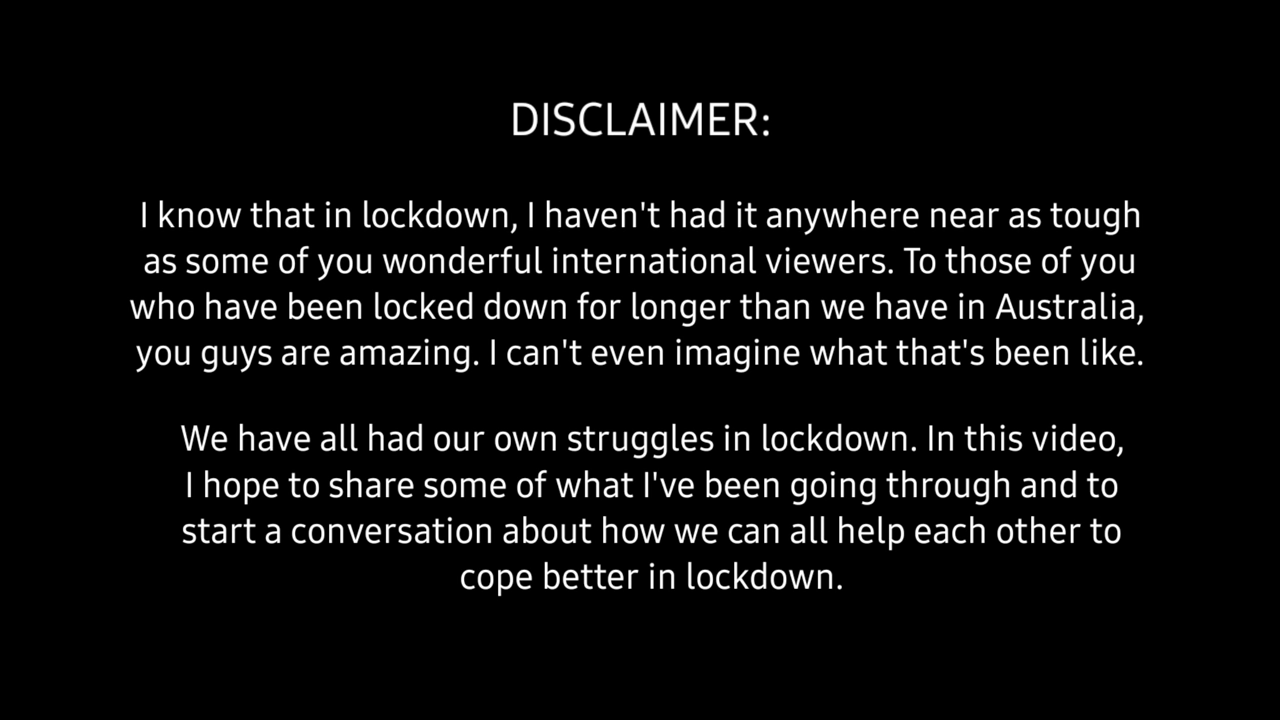 DISCLAIMER:
I know that in lockdown, I haven't had it anywhere near as tough
as some of you wonderful international viewers. To those of you
who have been locked down for longer than we have in Australia,
you guys are amazing. I can't even imagine what that's been like.
We have all had our own struggles in lockdown. In this video,
I hope to share some of what I've been going through and to
start a conversation about how we can all help each other to
cope better in lockdown.